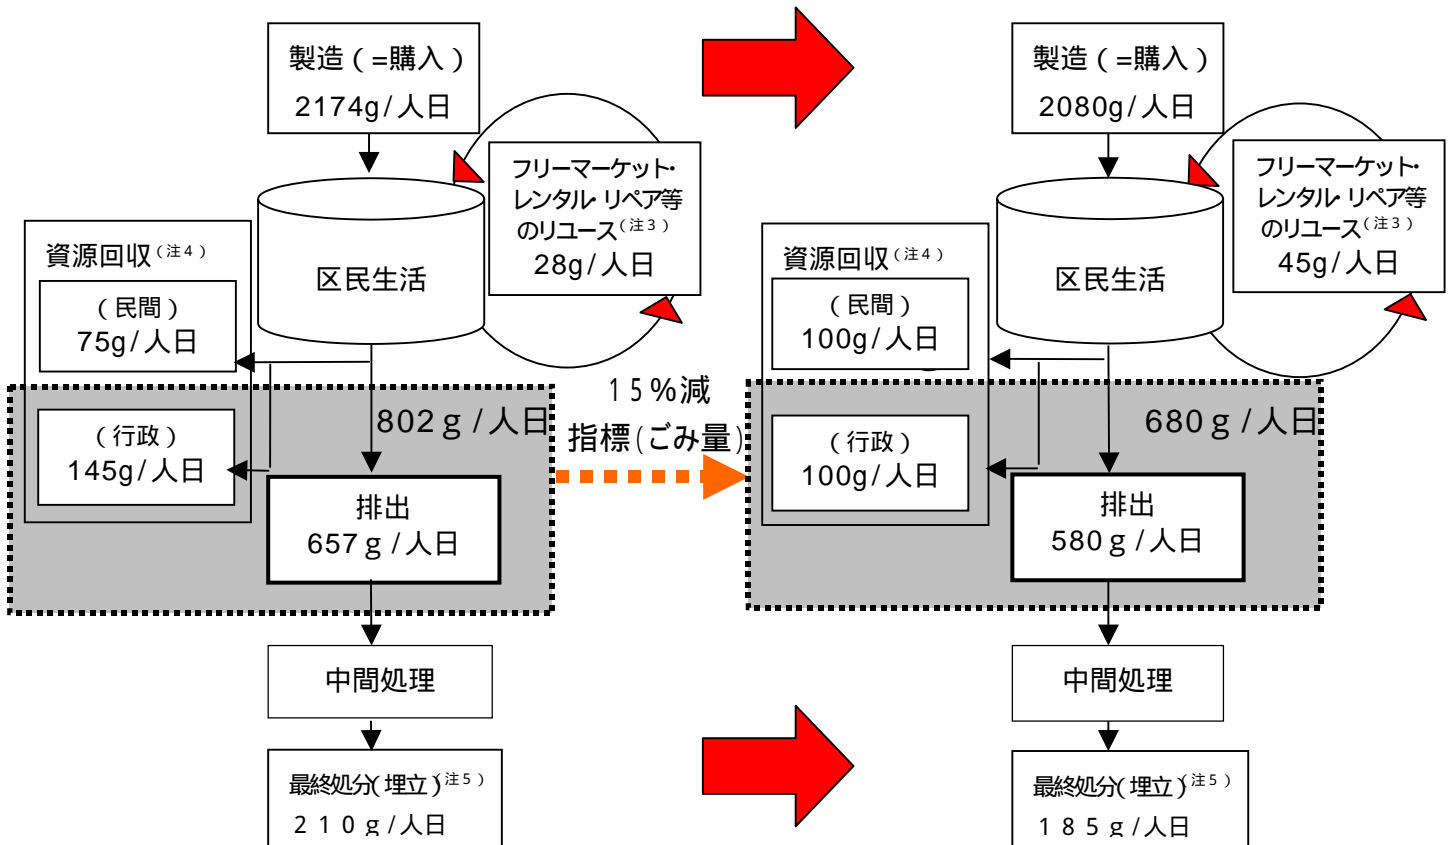 製造(=購入)
2174g/人日
フリーマーケット・
レンタル・リペア等
のリユース(注3)
28g/人日
区民生活
資源回収(注4)
(民間)
75g/人日
(行政)
145g/人日
802g/人日
排出
657g/人日
中間処理
最終処分(埋立)(注5)
210g/人日
15%減
指標(ごみ量)
製造(=購入)
2080g/人日
フリーマーケット・
レンタル・リペア等
のリユース(注3)
45g/人日
区民生活
資源回収(注4)
(民間)
100g/人日
(行政)
100g/人日
680g/人日
排出
580g/人日
中間処理
最終処分(埋立)(注5)
185g/人日